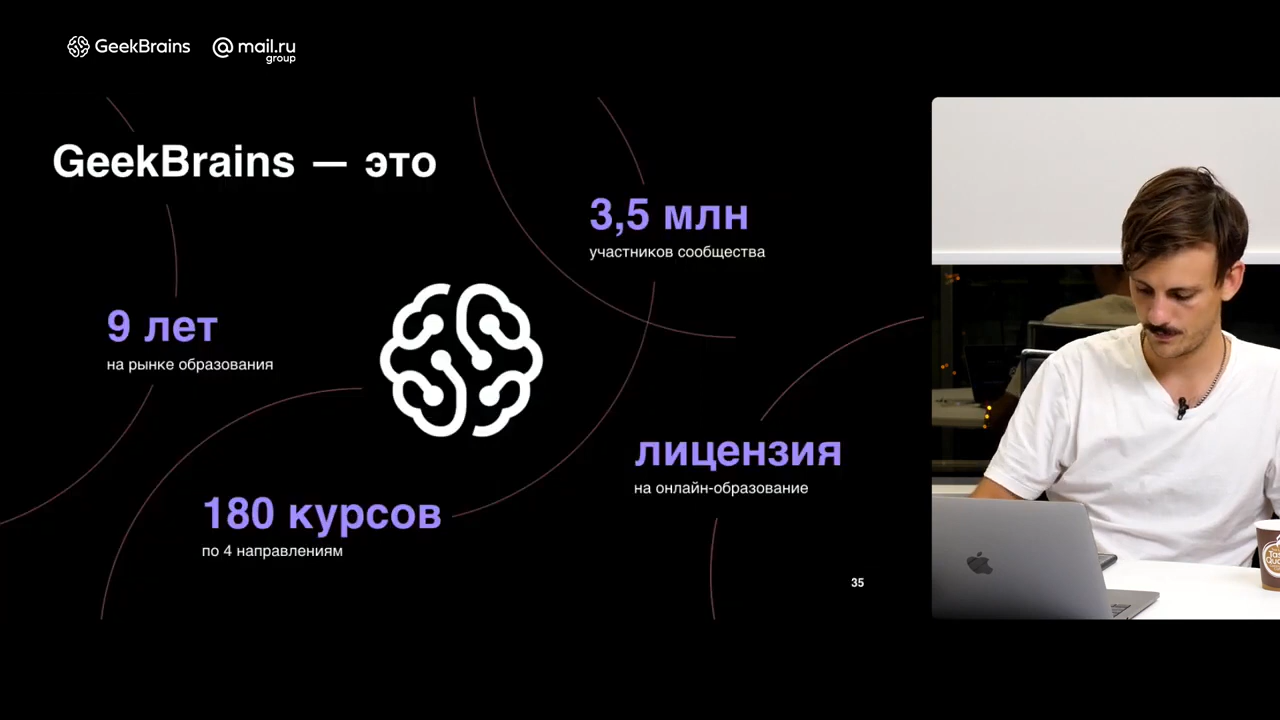 GeekBrains
@mail.ru
group
GeekBrains — это
3,5 млн
участников сообщества
9 лет
на рынке образования
лицензия
на онлайн-образование
180 курсов
по 4 направлениям
35